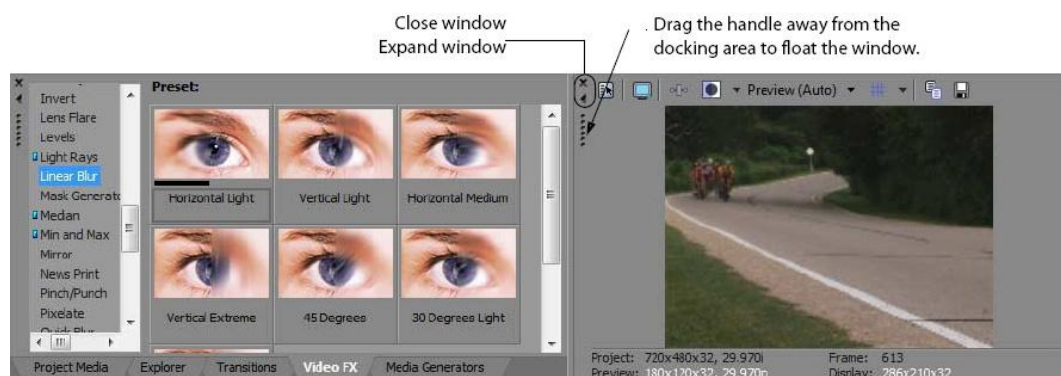 Close window
Expand window
Drag the handle away from the
docking area to float the window.
Preset:
Invert
Lens Flare
Levels
Light Rays
Linear Blur
Mask Generato
Median
Min and Max
Mirror
News Print
Pinch/Punch
Pixelate
Quick Blur
Horizontal Light
Vertical Light
Horizontal Medium
Vertical Extreme
45 Degrees
30 Degrees Light
Project Media
Explorer
Transitions
Video FX
Media Generators
Preview (Auto)
Project: 720x480x32, 29.970i
Frame: 613
Preview: 180x120x32, 29.970p
Display: 286x210x32